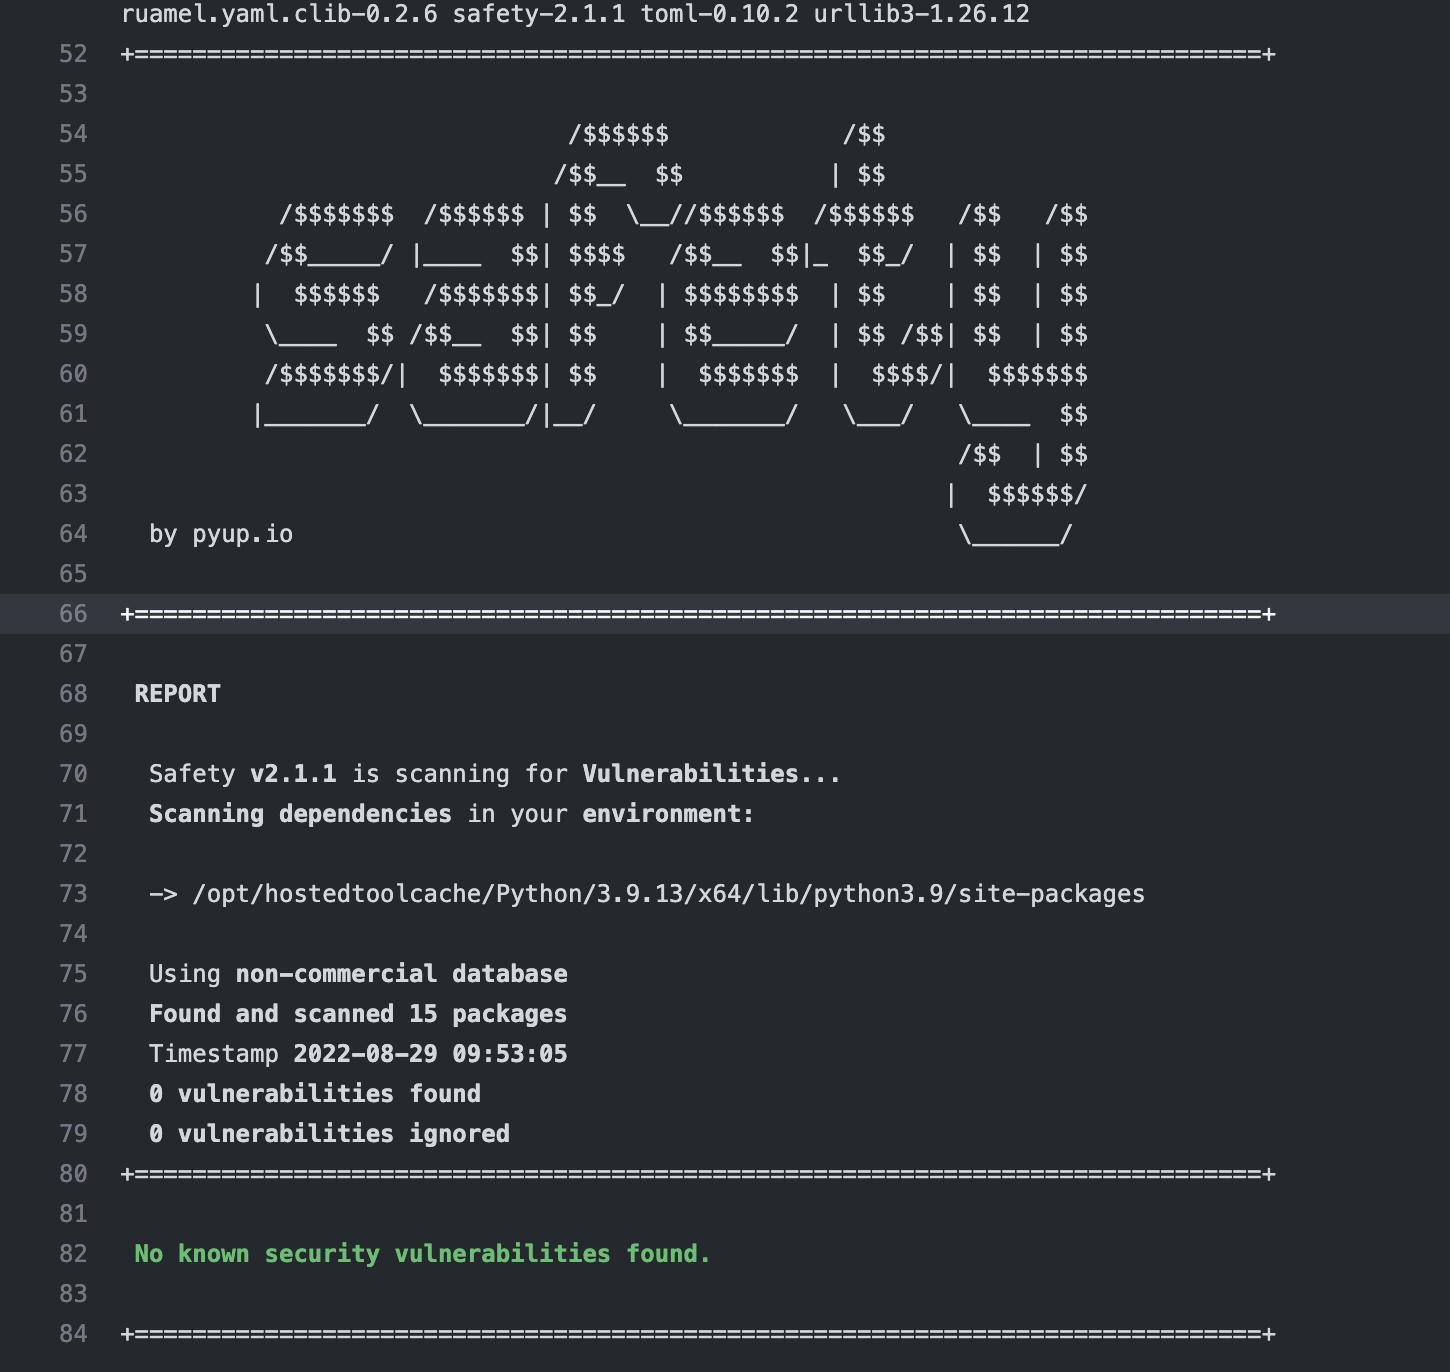 ruamel.yaml.clib-0.2.6 safety-2.1.1 toml-0.10.2 urllib3-1.26.12
52 +==============================================================================+
53
54                                /$$$$$$            /$$
55                               /$$__  $$          | $$
56            /$$$$$$$  /$$$$$$ | $$  \__//$$$$$$  /$$$$$$   /$$   /$$
57           /$$_____/ |____  $$| $$$$   /$$__  $$|_  $$_/  | $$  | $$
58          |  $$$$$$   /$$$$$$$| $$_/  | $$$$$$$$  | $$    | $$  | $$
59           \____  $$ /$$__  $$| $$    | $$_____/  | $$ /$$| $$  | $$
60           /$$$$$$$/|  $$$$$$$| $$    |  $$$$$$$  |  $$$$/|  $$$$$$$
61          |_______/  \_______/|__/     \_______/   \___/   \____  $$
62                                                           /$$  | $$
63                                                          |  $$$$$$/
64   by pyup.io                                              \______/
65
66 +==============================================================================+
67
68  REPORT
69
70   Safety v2.1.1 is scanning for Vulnerabilities...
71   Scanning dependencies in your environment:
72
73   -> /opt/hostedtoolcache/Python/3.9.13/x64/lib/python3.9/site-packages
74
75   Using non-commercial database
76   Found and scanned 15 packages
77   Timestamp 2022-08-29 09:53:05
78   0 vulnerabilities found
79   0 vulnerabilities ignored
80 +==============================================================================+
81
82  No known security vulnerabilities found.
83
84 +==============================================================================+